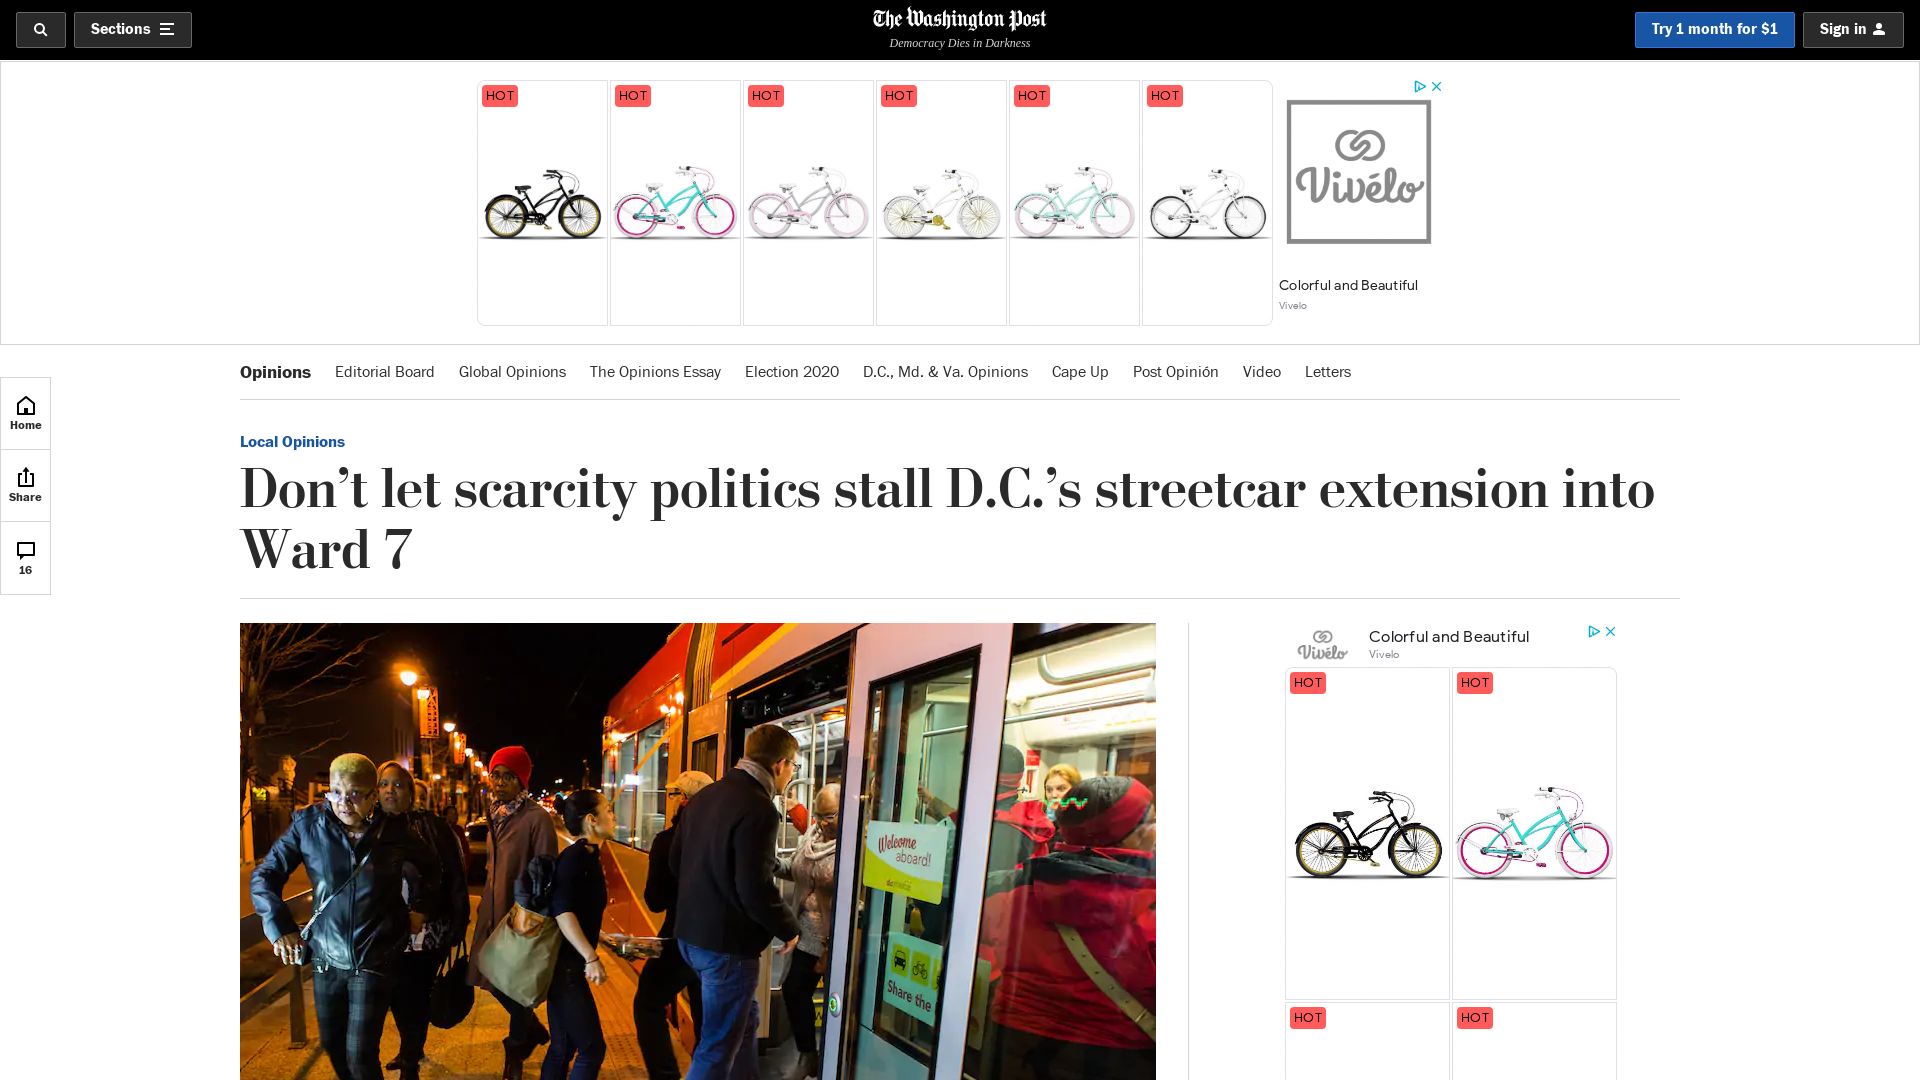 Sections
The Washington Post
Democracy Dies in Darkness
Try 1 month for $1
Sign in
HOT
HOT
HOT
HOT
HOT
HOT
Vivélo
Colorful and Beautiful
Vivelo
Opinions
Editorial Board
Global Opinions
The Opinions Essay
Election 2020
D.C., Md. & Va. Opinions
Cape Up
Post Opinión
Video
Letters
Home
Share
16
Local Opinions
Don’t let scarcity politics stall D.C.’s streetcar extension into
Ward 7
Welcome
aboard!
Share the
Vivélo
Colorful and Beautiful
Vivelo
HOT
HOT
HOT
HOT